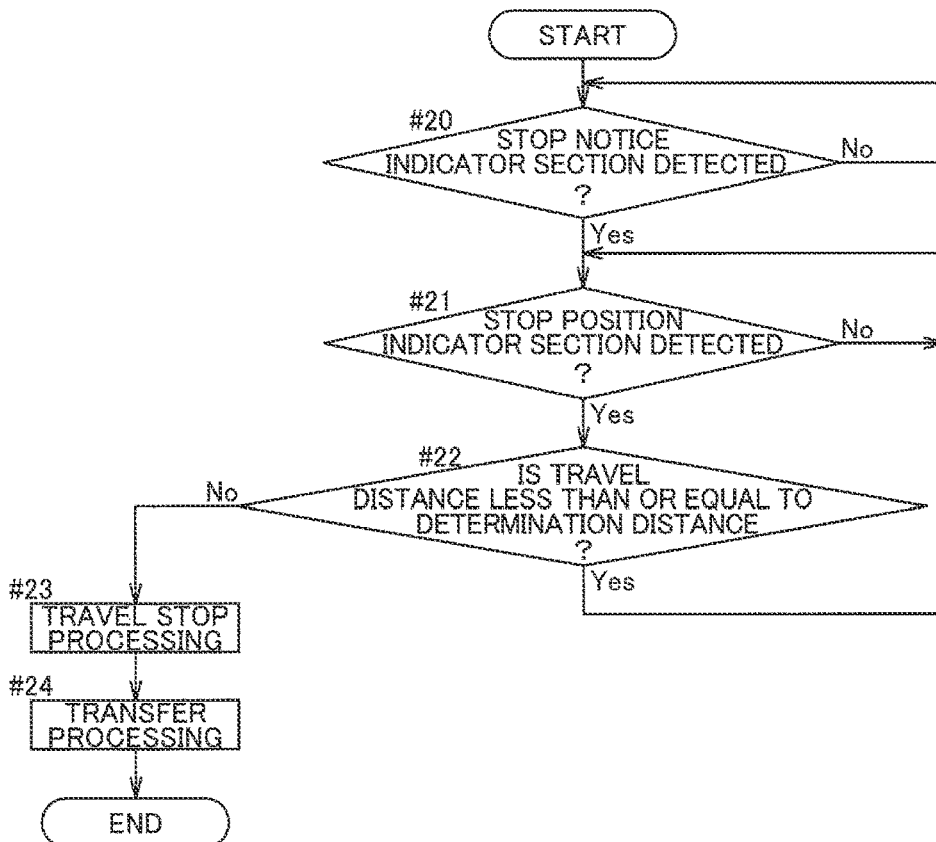 START
#20
STOP NOTICE
INDICATOR SECTION DETECTED
?
No
Yes
#21
STOP POSITION
INDICATOR SECTION DETECTED
?
No
Yes
#22
IS TRAVEL
DISTANCE LESS THAN OR EQUAL TO
DETERMINATION DISTANCE
?
No
Yes
#23
TRAVEL STOP
PROCESSING
#24
TRANSFER
PROCESSING
END